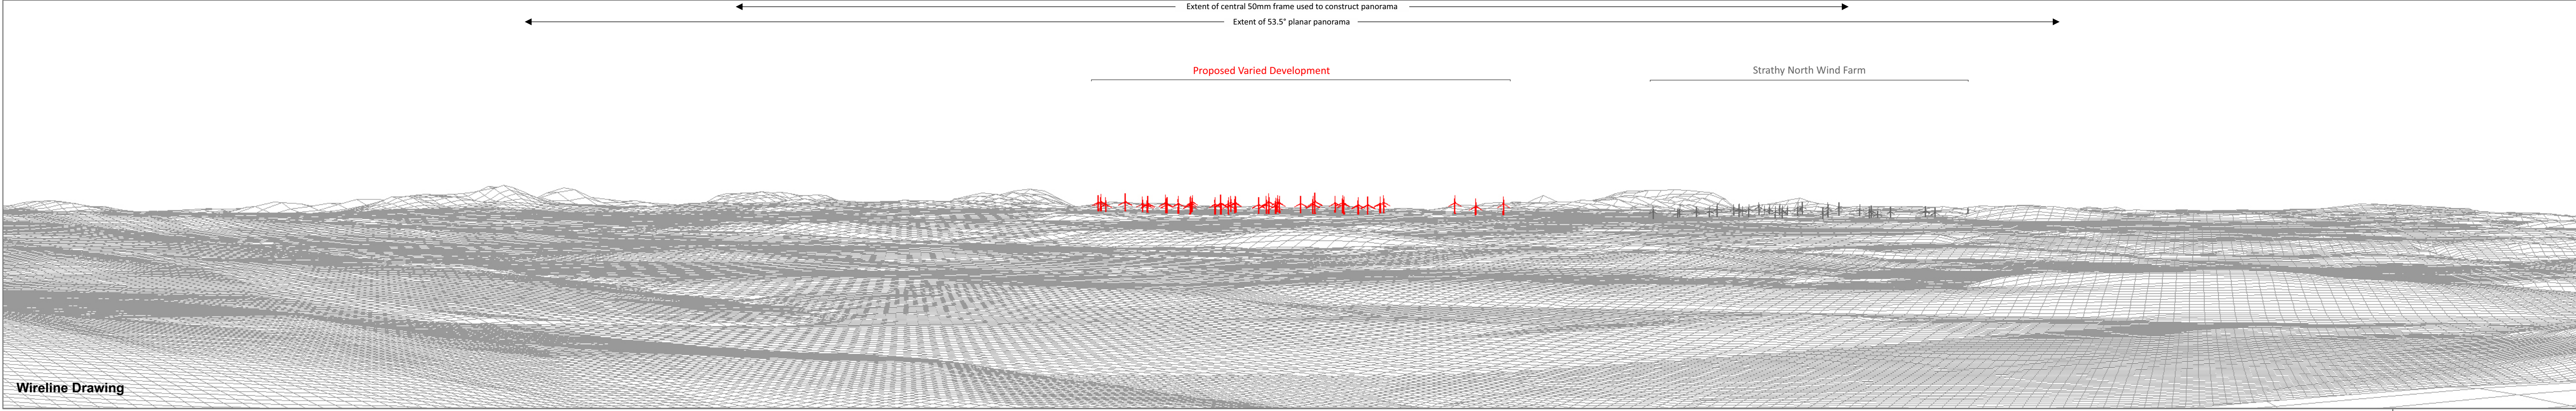 Extent of central 50mm frame used to construct panorama
Extent of 53.5° planar panorama
Proposed Varied Development
Strathy North Wind Farm
Wireline Drawing